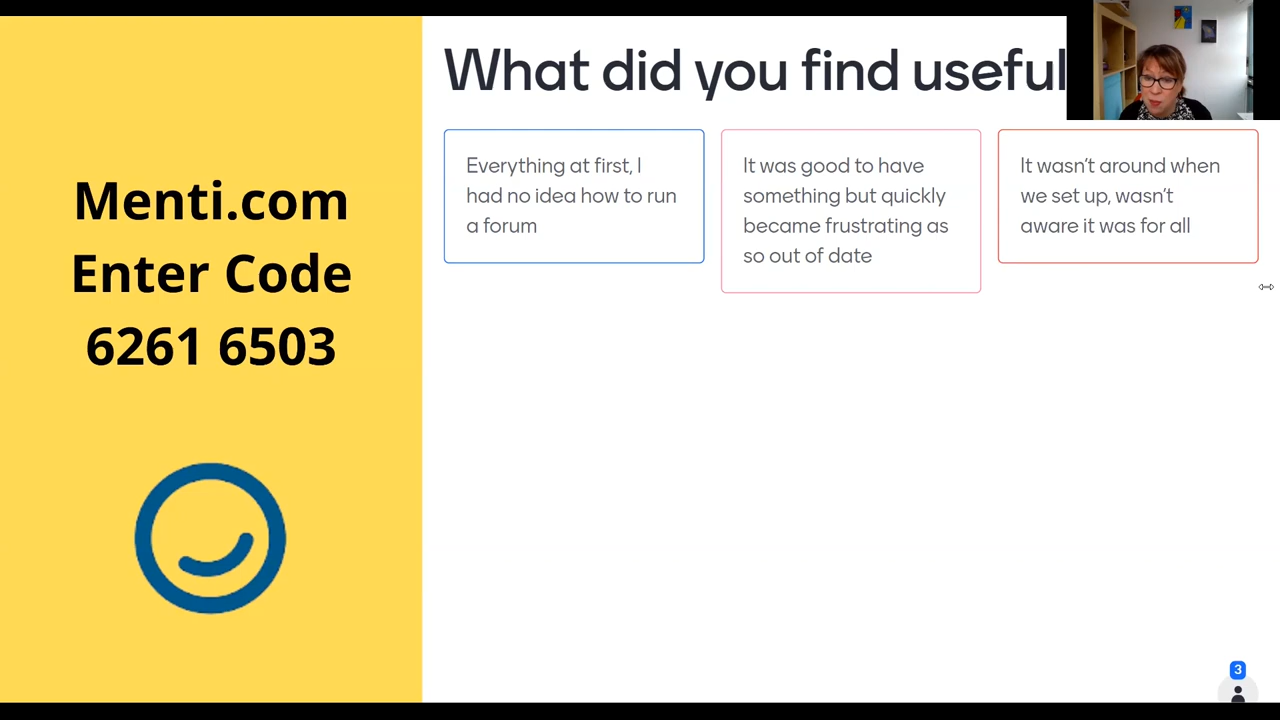 Menti.com
Enter Code
6261 6503
What did you find useful
Everything at first, I
had no idea how to run
a forum
It was good to have
something but quickly
became frustrating as
so out of date
It wasn't around when
we set up, wasn't
aware it was for all
3